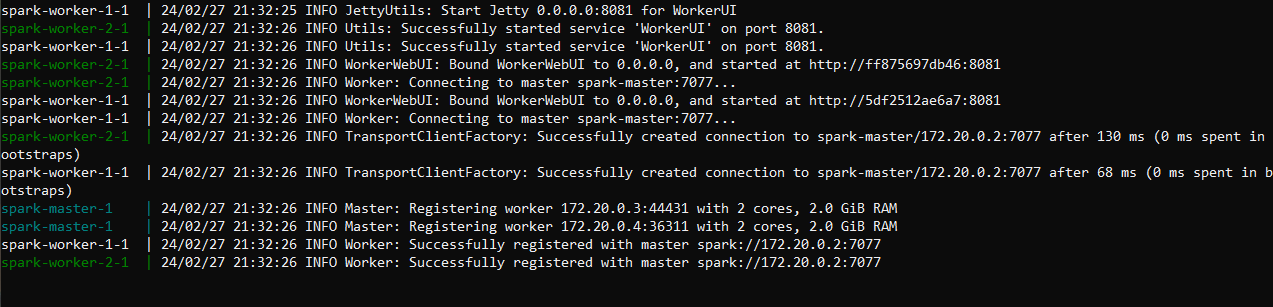 spark-worker-1-1  | 24/02/27 21:32:25 INFO JettyUtils: Start Jetty 0.0.0.0:8081 for WorkerUI
spark-worker-2-1  | 24/02/27 21:32:26 INFO Utils: Successfully started service 'WorkerUI' on port 8081.
spark-worker-1-1  | 24/02/27 21:32:26 INFO Utils: Successfully started service 'WorkerUI' on port 8081.
spark-worker-2-1  | 24/02/27 21:32:26 INFO WorkerWebUI: Bound WorkerWebUI to 0.0.0.0, and started at http://ff875697db46:8081
spark-worker-2-1  | 24/02/27 21:32:26 INFO Worker: Connecting to master spark-master:7077...
spark-worker-1-1  | 24/02/27 21:32:26 INFO WorkerWebUI: Bound WorkerWebUI to 0.0.0.0, and started at http://5df2512ae6a7:8081
spark-worker-1-1  | 24/02/27 21:32:26 INFO Worker: Connecting to master spark-master:7077...
spark-worker-2-1  | 24/02/27 21:32:26 INFO TransportClientFactory: Successfully created connection to spark-master/172.20.0.2:7077 after 130 ms (0 ms spent in
ootstraps)
spark-worker-1-1  | 24/02/27 21:32:26 INFO TransportClientFactory: Successfully created connection to spark-master/172.20.0.2:7077 after 68 ms (0 ms spent in b
otstraps)
spark-master-1    | 24/02/27 21:32:26 INFO Master: Registering worker 172.20.0.3:44431 with 2 cores, 2.0 GiB RAM
spark-master-1    | 24/02/27 21:32:26 INFO Master: Registering worker 172.20.0.4:36311 with 2 cores, 2.0 GiB RAM
spark-worker-1-1  | 24/02/27 21:32:26 INFO Worker: Successfully registered with master spark://172.20.0.2:7077
spark-worker-2-1  | 24/02/27 21:32:26 INFO Worker: Successfully registered with master spark://172.20.0.2:7077